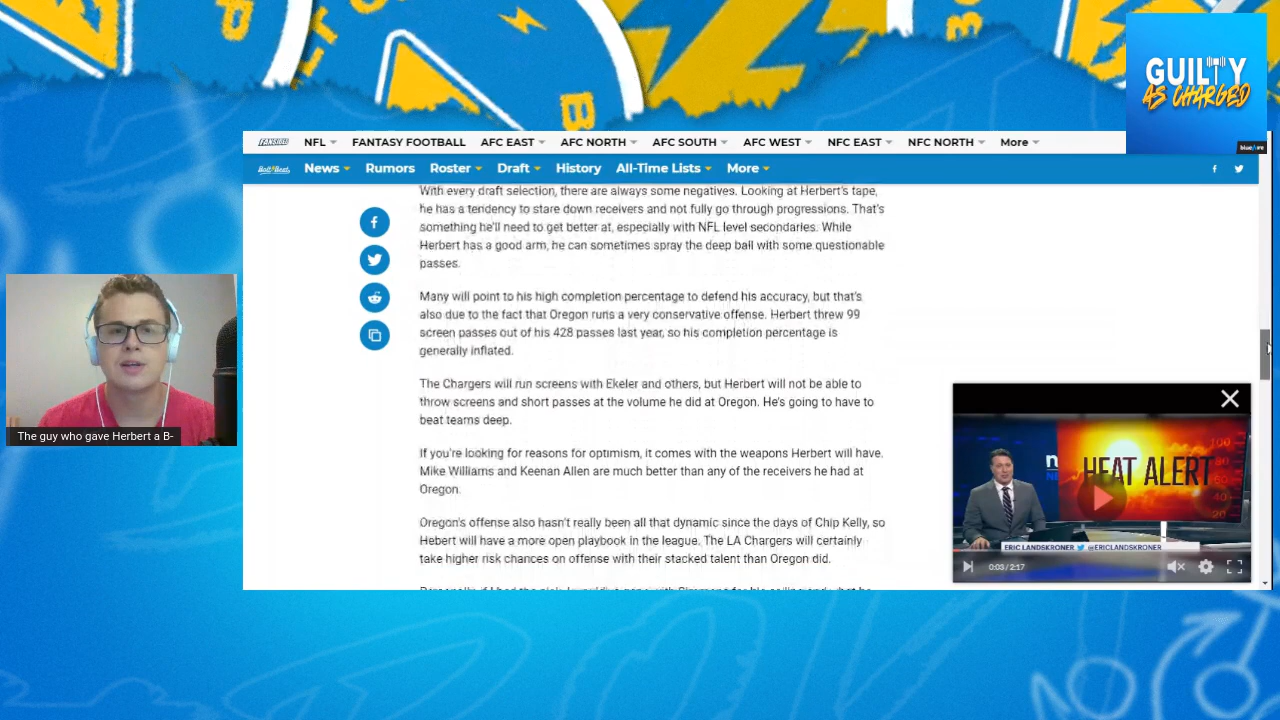 GUILTY
AS CHARGED
blue wire
FANSIDED
NFL
FANTASY FOOTBALL
AFC EAST
AFC NORTH
AFC SOUTH
AFC WEST
NFC EAST
NFC NORTH
More
Bolt Beat.
News
Rumors
Roster
Draft
History
All-Time Lists
More
With every draft selection, there are always some negatives. Looking at Herbert's tape,
he has a tendency to stare down receivers and not fully go through progressions. That's
something he'll need to get better at, especially with NFL level secondaries. While
Herbert has a good arm, he can sometimes spray the deep ball with some questionable
passes.
Many will point to his high completion percentage to defend his accuracy, but that's
also due to the fact that Oregon runs a very conservative offense. Herbert threw 99
screen passes out of his 428 passes last year, so his completion percentage is
generally inflated.
The Chargers will run screens with Ekeler and others, but Herbert will not be able to
throw screens and short passes at the volume he did at Oregon. He's going to have to
beat teams deep.
If you're looking for reasons for optimism, it comes with the weapons Herbert will have.
Mike Williams and Keenan Allen are much better than any of the receivers he had at
Oregon.
Oregon's offense also hasn't really been all that dynamic since the days of Chip Kelly, so
Hebert will have a more open playbook in the league. The LA Chargers will certainly
take higher risk chances on offense with their stacked talent than Oregon did.
The guy who gave Herbert a B-
HEAT ALERT
100
80
60
40
20
ERIC LANDSKRONER @ERICLANDSKRONER
0:03 / 2:17